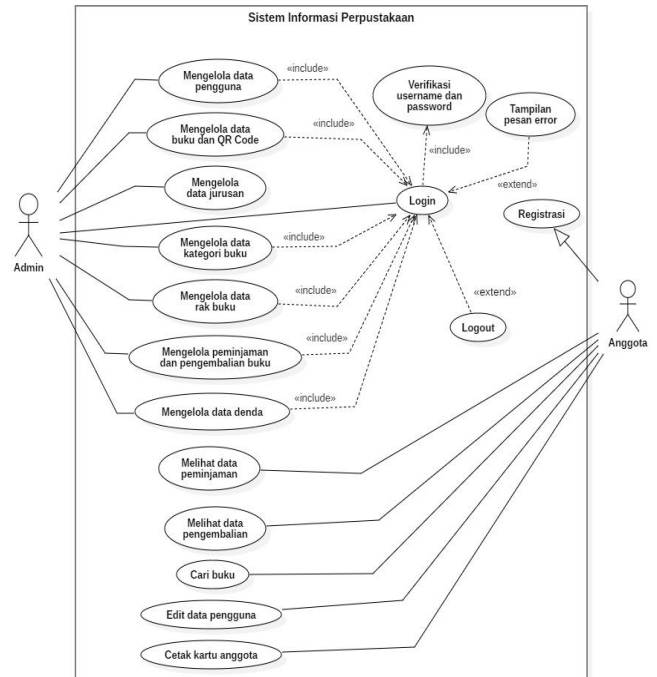 Sistem Informasi Perpustakaan
Mengelola data
pengguna
«include»
Verifikasi
username dan
password
Tampilan
pesan error
Mengelola data
buku dan QR Code
«include»
«include»
Mengelola
data jurusan
Login
«extend»
Registrasi
Admin
Mengelola data
kategori buku
«include»
Mengelola data
rak buku
«include»
«extend»
Logout
Anggota
Mengelola peminjaman
dan pengembalian buku
«include»
Mengelola data denda
«include»
Melihat data
peminjaman
Melihat data
pengembalian
Cari buku
Edit data pengguna
Cetak kartu anggota